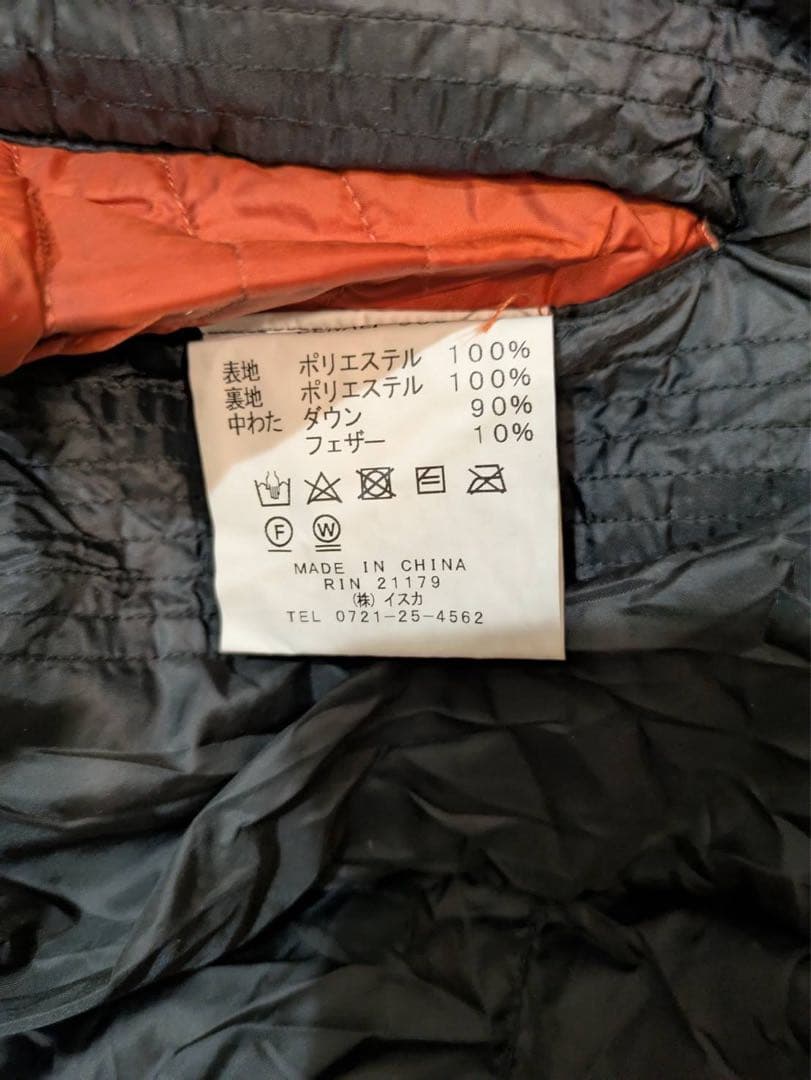 表地 ポリエステル 100%
裏地 ポリエステル 100%
中わた ダウン 90%
フェザー 10%
F W
MADE IN CHINA
RIN 21179
(株) イスカ
TEL 0721-25-4562